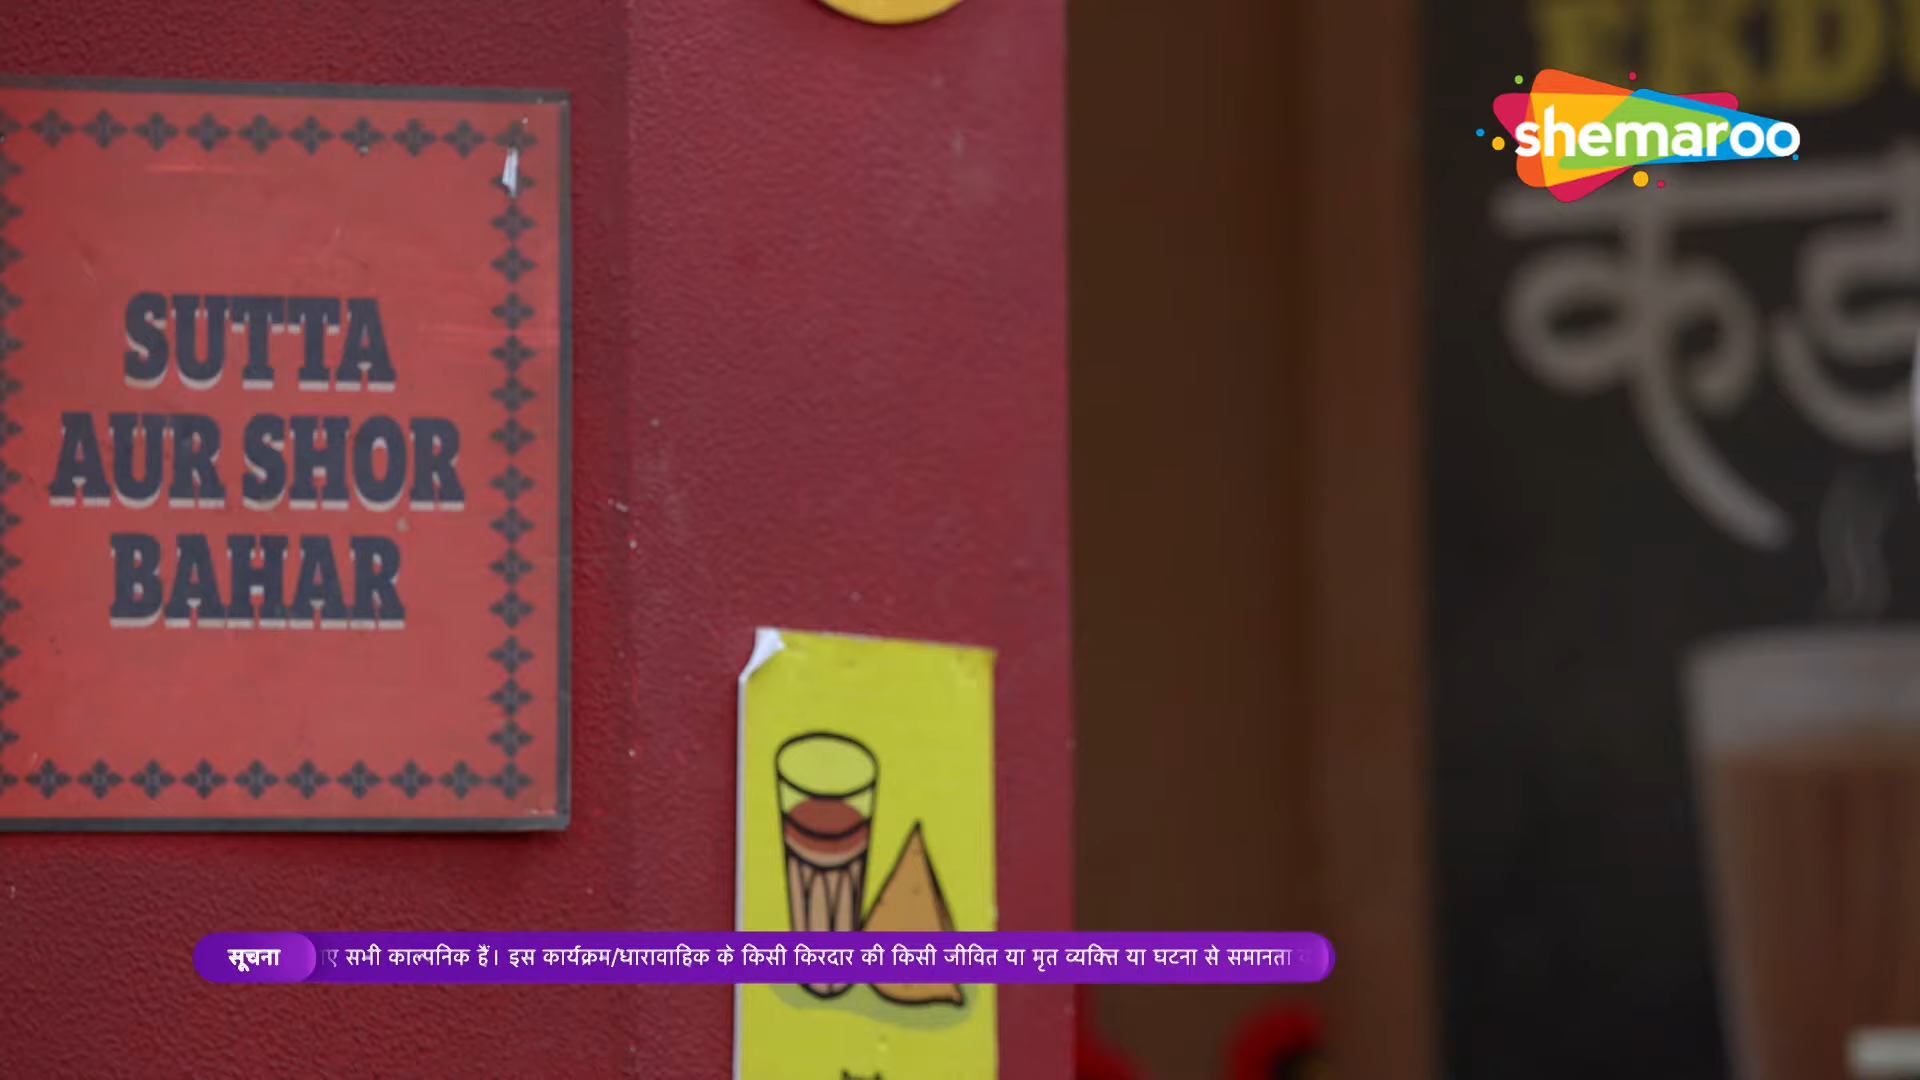 shemaroo
SUTTA
AUR SHOR
BAHAR
सूचना
सभी काल्पनिक हैं। इस कार्यक्रम/धारावाहिक के किसी किरदार की किसी जीवित या मृत व्यक्ति या घटना से समानता